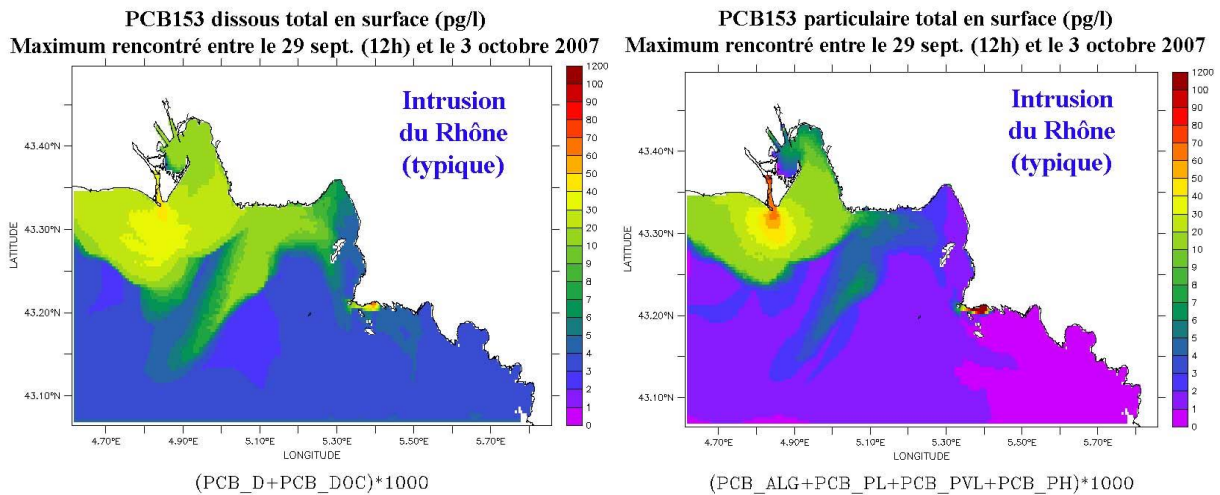 PCB153 dissous total en surface (pg/l)
Maximum rencontré entre le 29 sept. (12h) et le 3 octobre 2007
Intrusion
du Rhône
(typique)
1200
100
90
80
70
60
50
40
30
20
10
9
8
7
6
5
4
3
2
1
0
43.40°N
43.30°N
43.20°N
43.10°N
LATITUDE
4.70°E 4.90°E 5.10°E 5.30°E 5.50°E 5.70°E
LONGITUDE
(PCB_D+PCB_DOC)*1000
PCB153 particulaire total en surface (pg/l)
Maximum rencontré entre le 29 sept. (12h) et le 3 octobre 2007
Intrusion
du Rhône
(typique)
1200
100
90
80
70
60
50
40
30
20
10
9
8
7
6
5
4
3
2
1
0
43.40°N
43.30°N
43.20°N
43.10°N
LATITUDE
4.70°E 4.90°E 5.10°E 5.30°E 5.50°E 5.70°E
LONGITUDE
(PCB_ALG+PCB_PL+PCB_PVL+PCB_PH)*1000